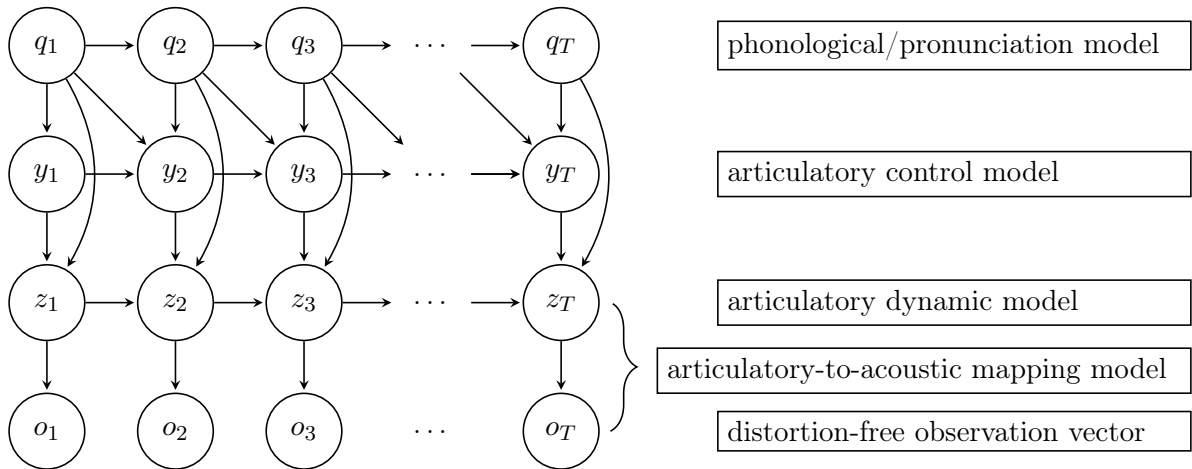 q1 q2 q3 ··· qT phonological/pronunciation model
y1 y2 y3 ··· yT articulatory control model
z1 z2 z3 ··· zT articulatory dynamic model
articulatory-to-acoustic mapping model
o1 o2 o3 ··· oT distortion-free observation vector